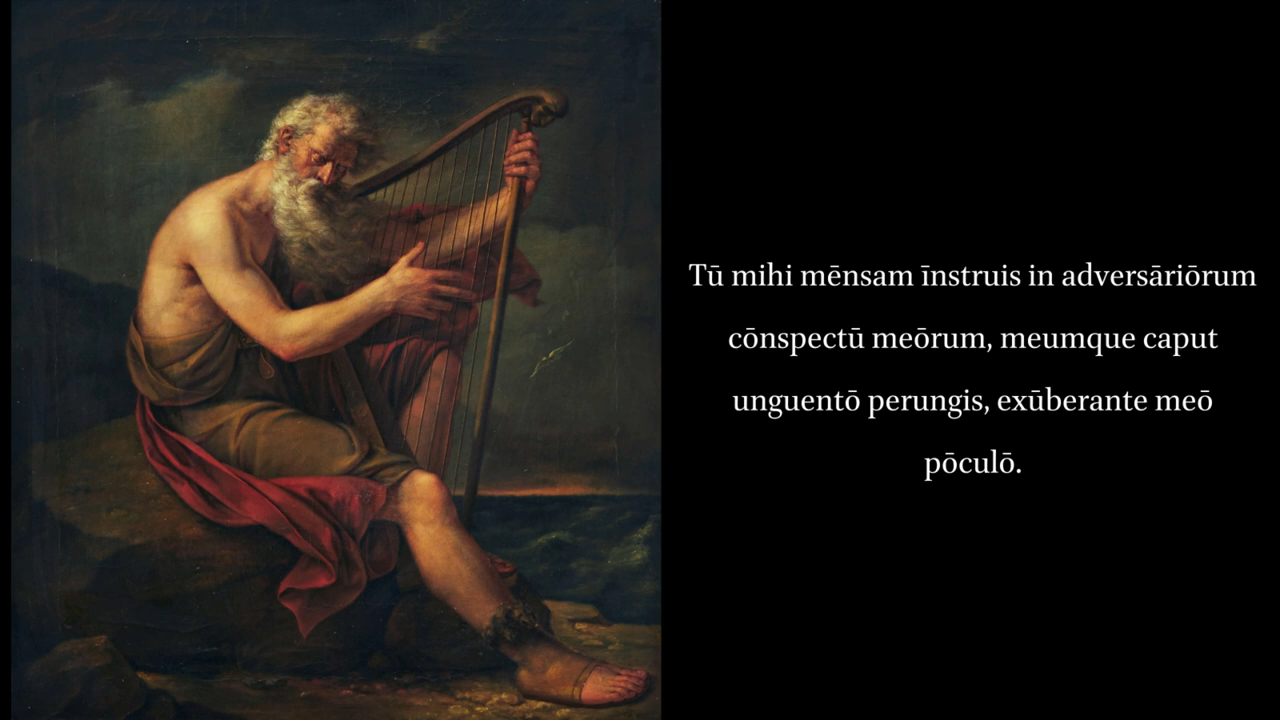 Tū mihi mēnsam īnstruis in adversāriōrum
cōnspectū meōrum, meumque caput
unguentō perungis, exūberante meō
pōculō.